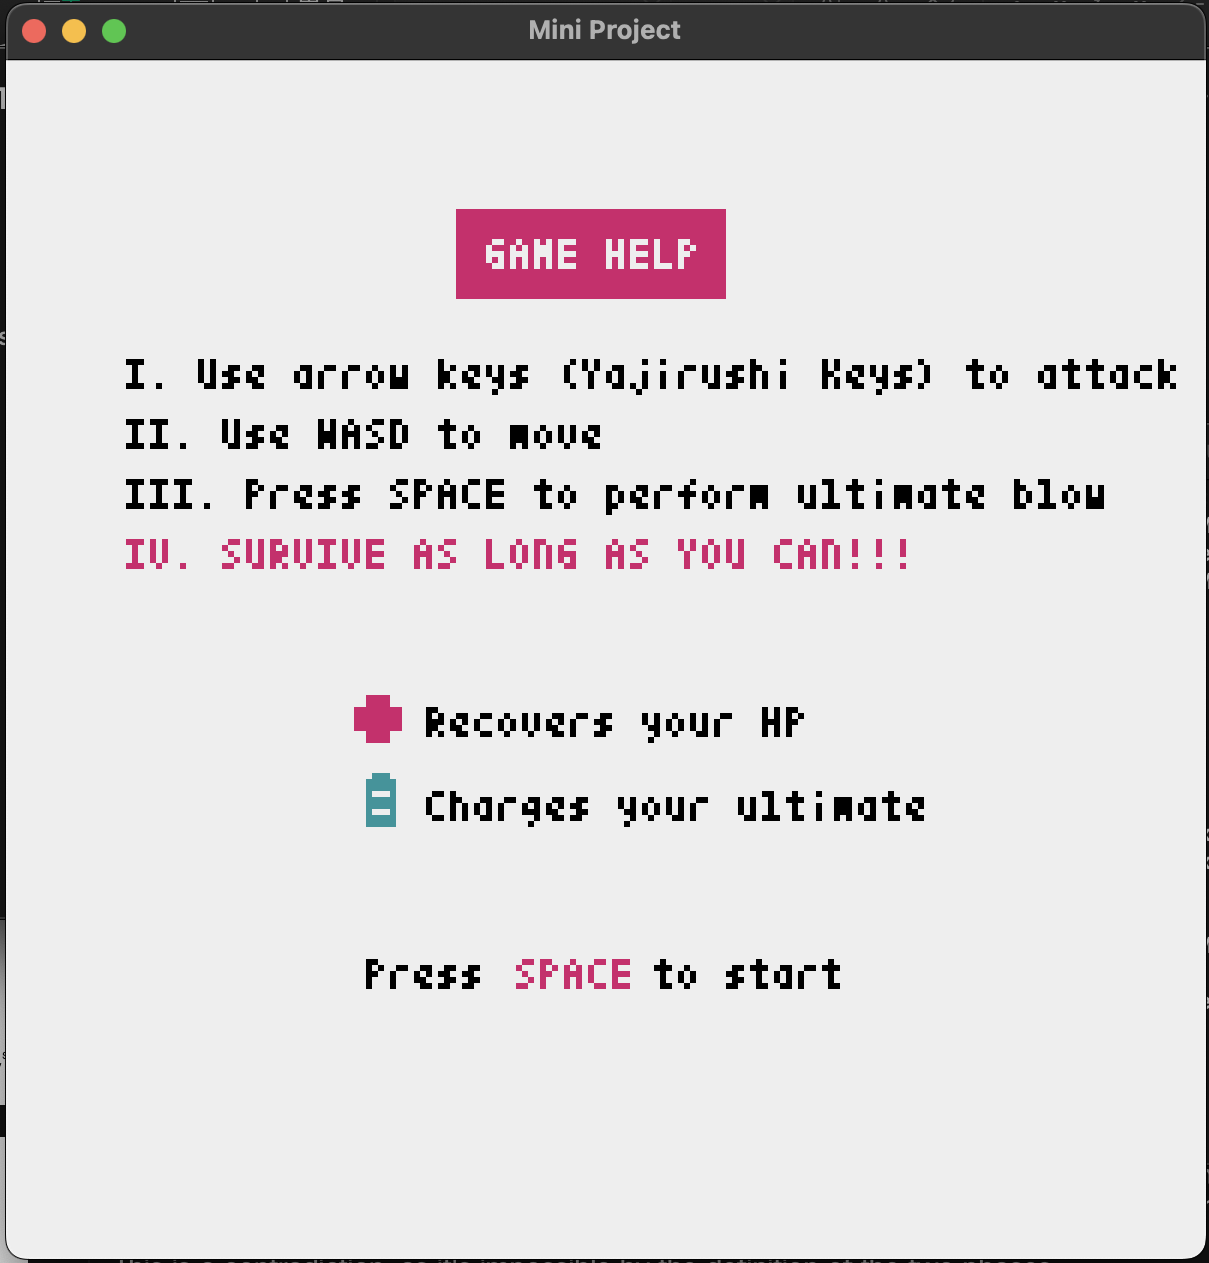 Mini Project
GAME HELP
I. Use arrow keys (Yajirushi Keys) to attack
II. Use WASD to move
III. Press SPACE to perform ultimate blow
IV. SURVIVE AS LONG AS YOU CAN!!!
Recovers your HP
Charges your ultimate
Press SPACE to start